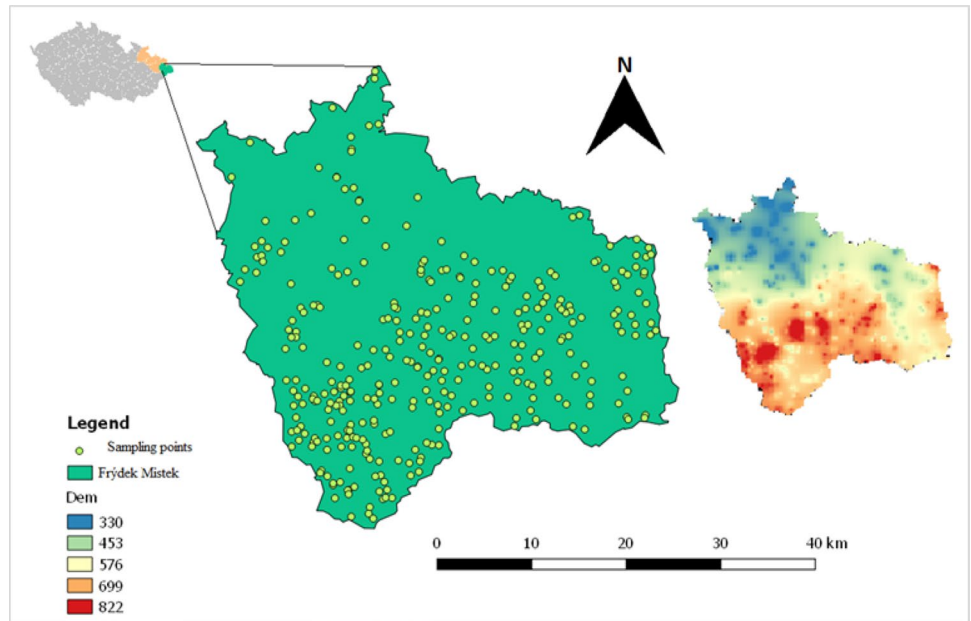 N
Legend
Sampling points
Frýdek Mistek
Dem
330
453
576
699
822
0 10 20 30 40 km